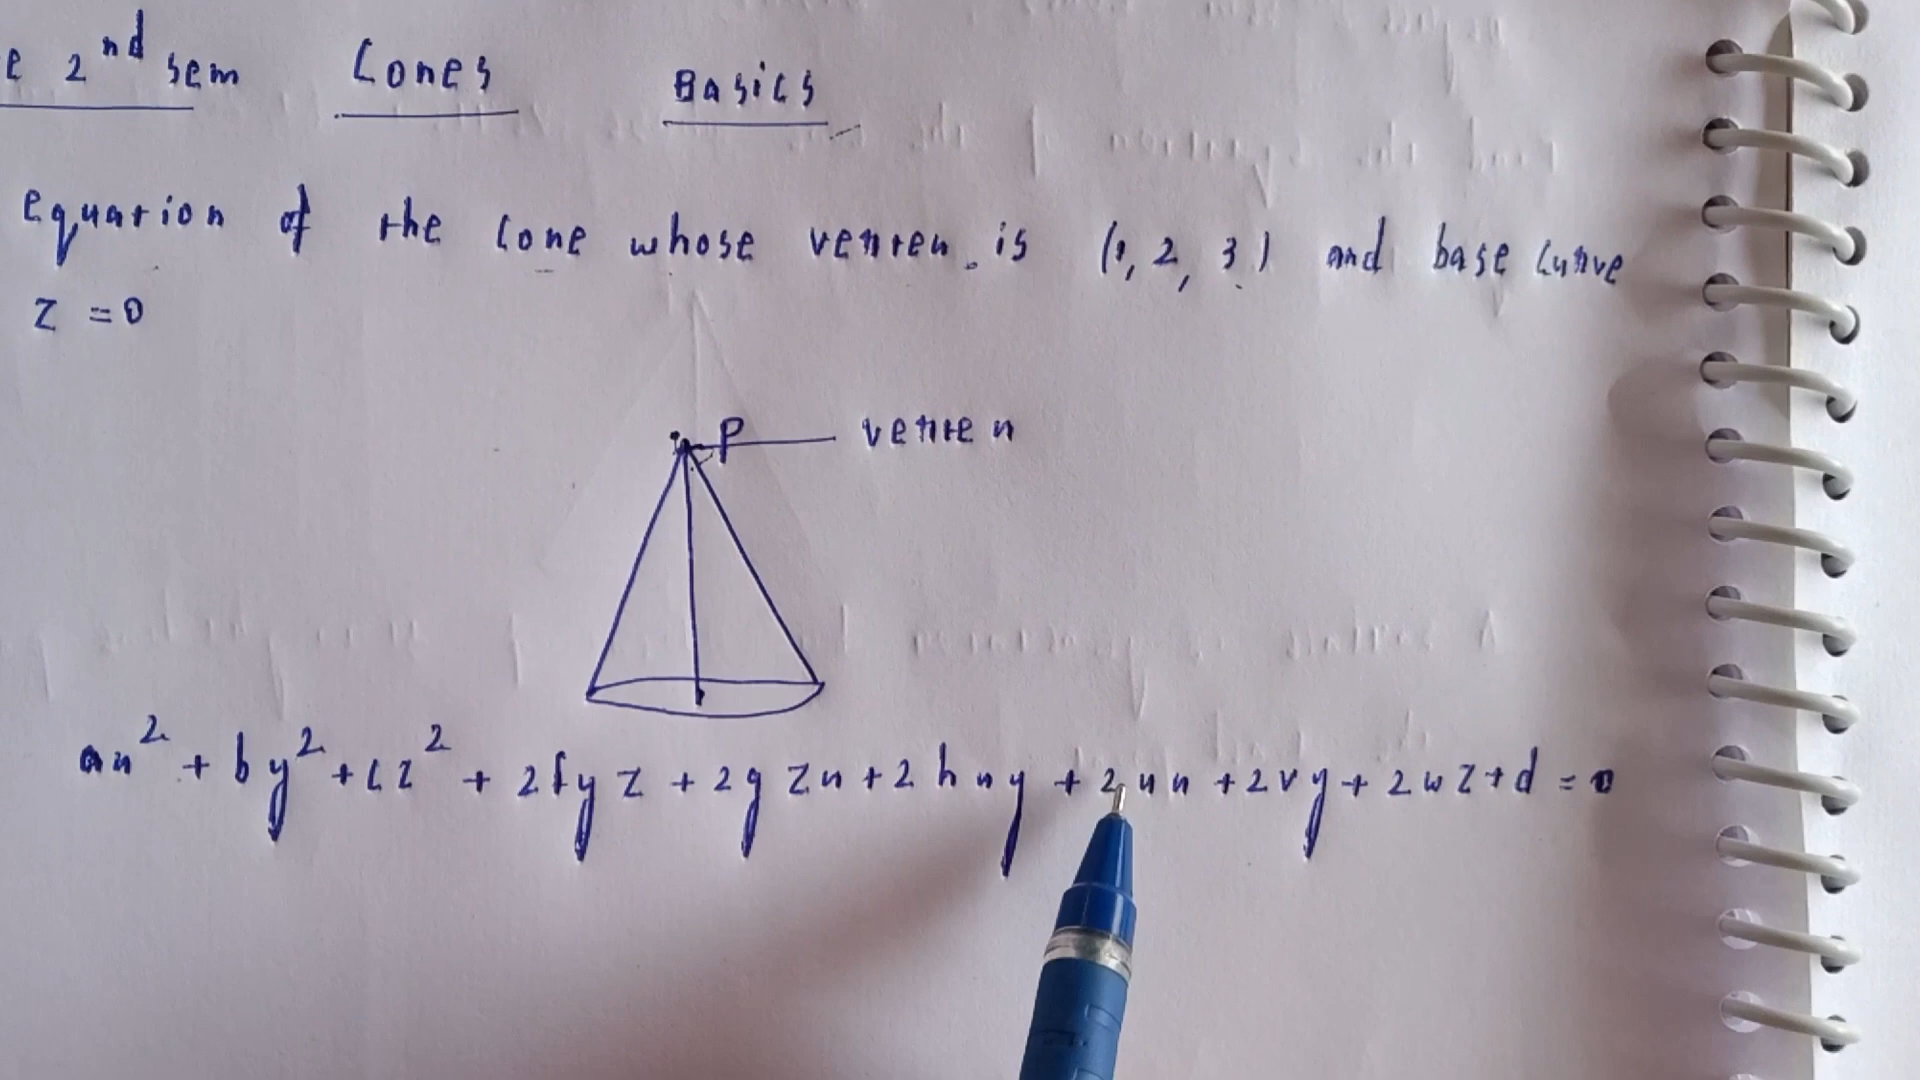 e 2nd sem Cones Basics
equation of the cone whose vertex is (1, 2, 3) and base curve
z = 0
P vertex
ax² + by² + cz² + 2fyz + 2gzx + 2hxy + 2ux + 2vy + 2wz + d = 0